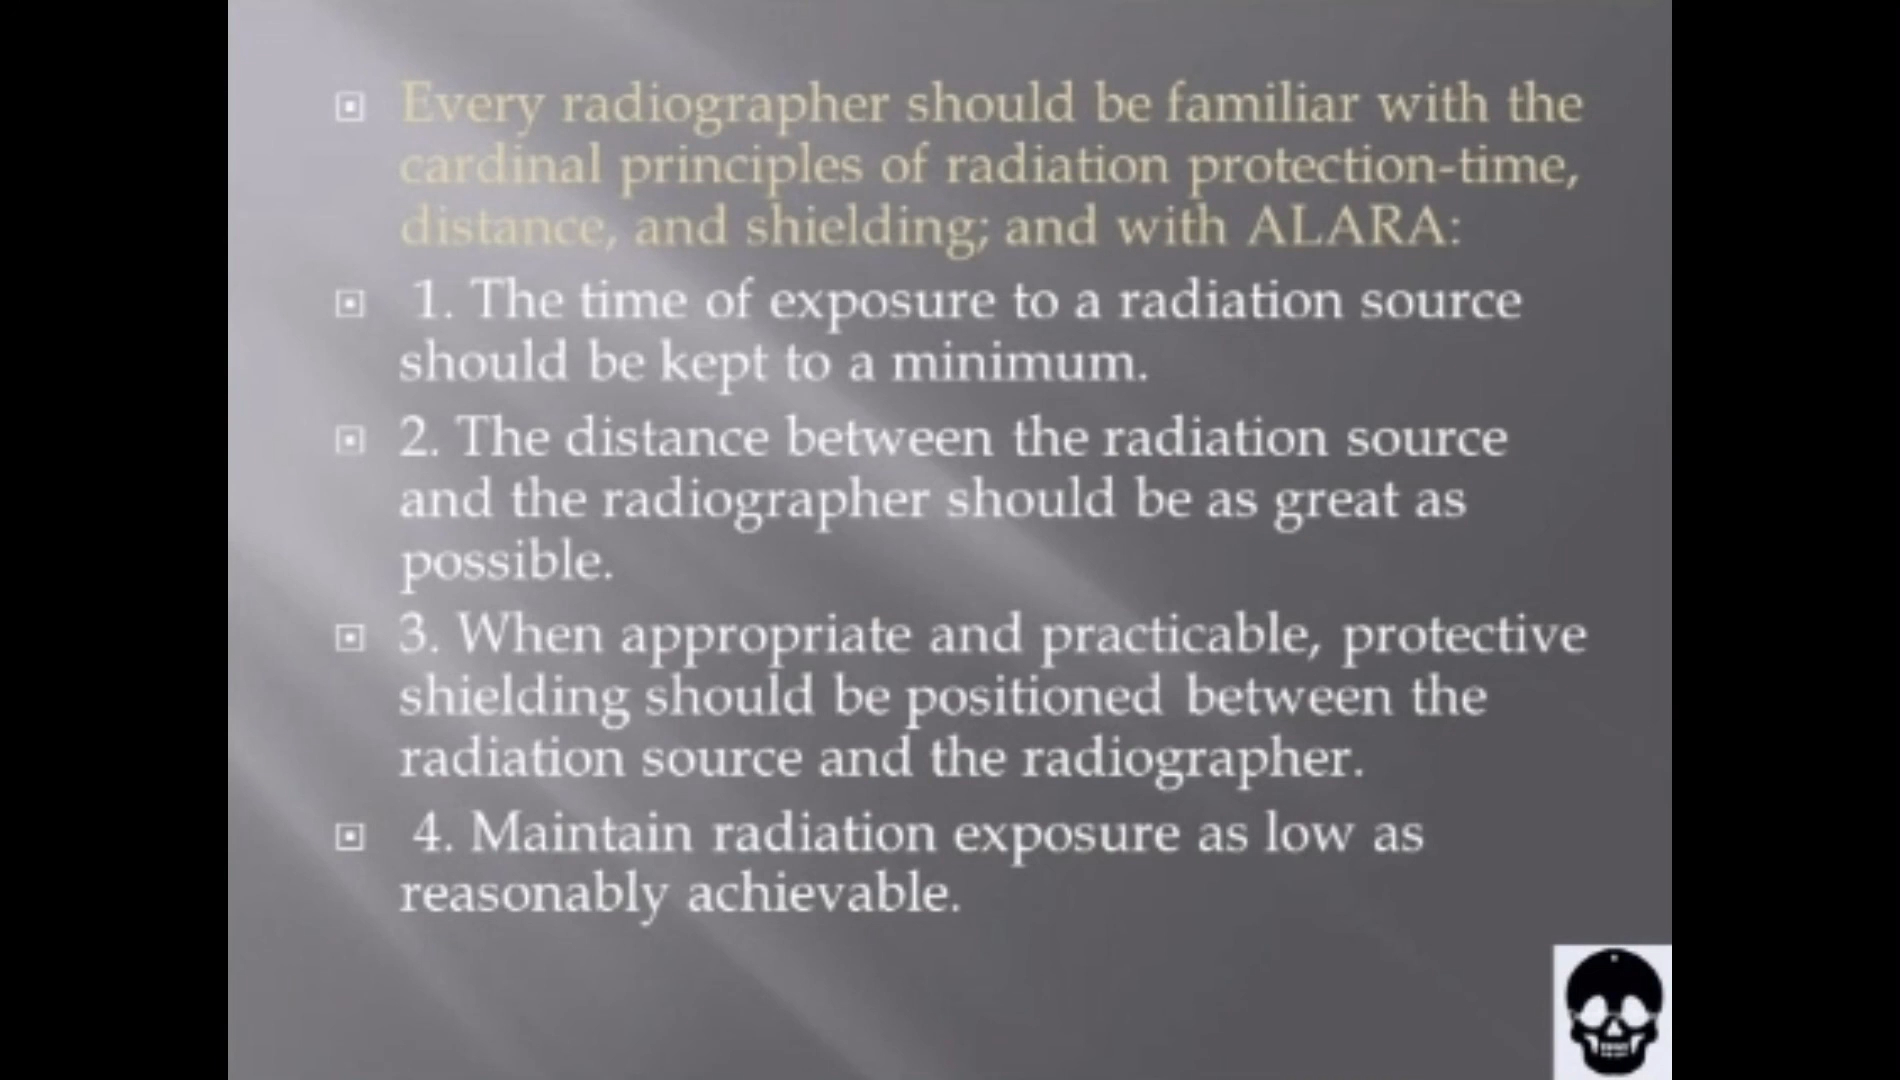 Every radiographer should be familiar with the
cardinal principles of radiation protection-time,
distance, and shielding; and with ALARA:
1. The time of exposure to a radiation source
should be kept to a minimum.
2. The distance between the radiation source
and the radiographer should be as great as
possible.
3. When appropriate and practicable, protective
shielding should be positioned between the
radiation source and the radiographer.
4. Maintain radiation exposure as low as
reasonably achievable.